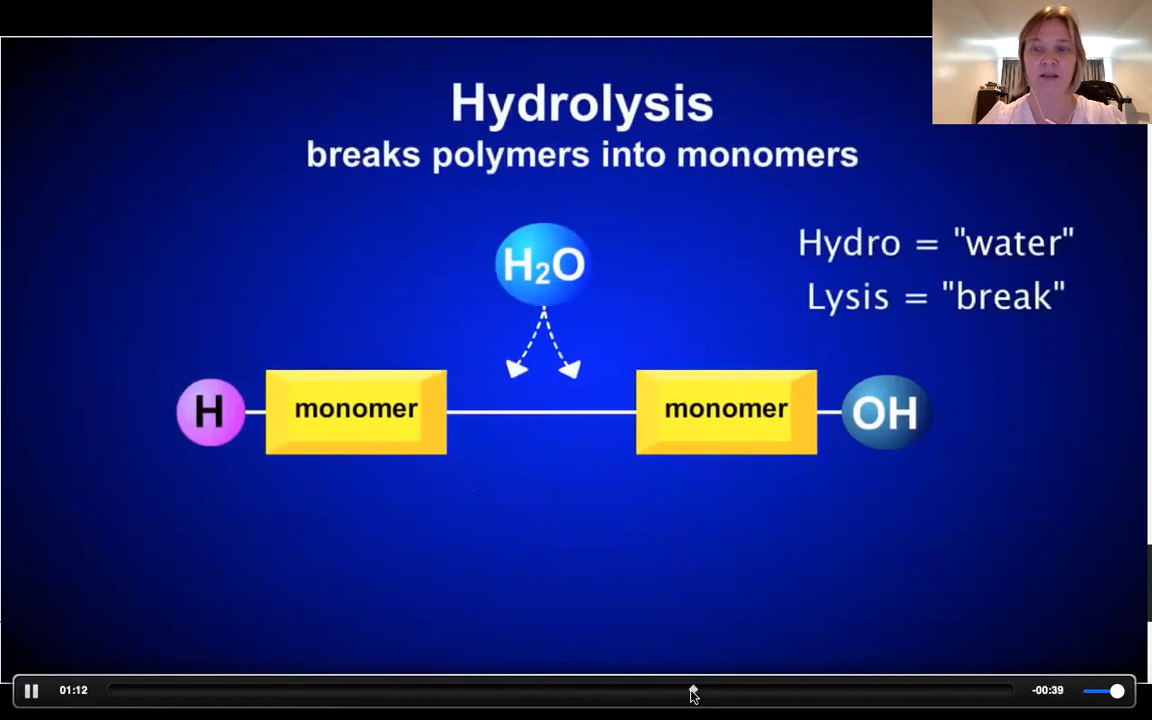 Hydrolysis
breaks polymers into monomers
Hydro = "water"
H₂O
Lysis = "break"
H
monomer
monomer
OH
01:12
-00:39